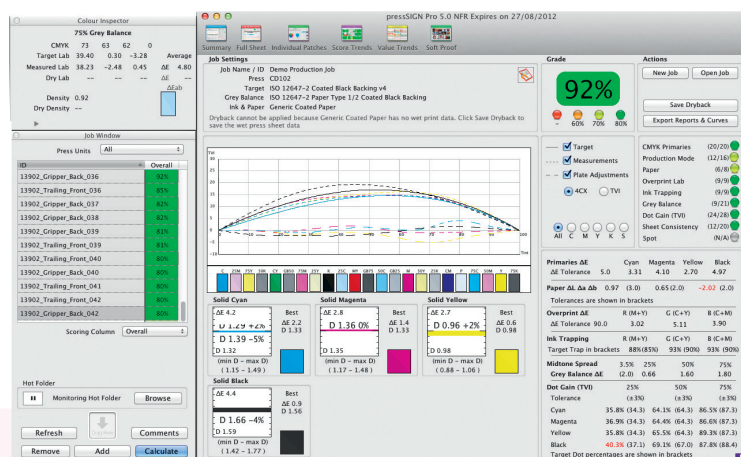 Colour Inspector
75% Grey Balance
CMYK 73 63 62 0
Target Lab 39.40 0.30 -3.28 Average
Measured Lab 38.23 -2.48 0.45 ΔE 4.80
Dry Lab -- -- -- ΔE --
ΔEab
Density 0.92
Dry Density --
Job Window
Press Units All
ID Overall
13902_Gripper_Back_036 92%
13902_Trailing_Front_036 85%
13902_Gripper_Back_037 82%
13902_Gripper_Back_038 82%
13902_Gripper_Back_039 81%
13902_Trailing_Front_039 81%
13902_Trailing_Front_040 80%
13902_Gripper_Back_040 80%
13902_Trailing_Front_041 80%
13902_Trailing_Front_042 80%
13902_Gripper_Back_042 80%
Scoring Column Overall
Hot Folder
Monitoring Hot Folder Browse
Refresh Comments
Remove Add Calculate
pressSIGN Pro 5.0 NFR Expires on 27/08/2012
Summary Full Sheet Individual Patches Score Trends Value Trends Soft Proof
Job Settings
Job Name / ID Demo Production Job
Press CD102
Target ISO 12647-2 Coated Black Backing v4
Grey Balance ISO 12647-2 Paper Type 1/2 Coated Black Backing
Ink & Paper Generic Coated Paper
Dryback cannot be applied because Generic Coated Paper has no wet print data. Click Save Dryback to
save the wet press sheet data
Grade
92%
- 60% 70% 80%
Actions
New Job Open Job
Save Dryback
Export Reports & Curves
Target
Measurements
Plate Adjustments
4CX TVI
All C M Y K S
CMYK Primaries (20/20)
Production Mode (12/16)
Paper (6/8)
Overprint Lab (9/9)
Ink Trapping (9/9)
Grey Balance (9/21)
Dot Gain (TVI) (24/28)
Sheet Consistency (12/20)
Spot (N/A)
Solid Cyan
ΔE 4.2 Best
ΔE 2.2
D 1.33
D 1.29 +2%
D 1.39 -5%
D 1.32
(min D - max D)
( 1.15 - 1.49 )
Solid Magenta
ΔE 2.8 Best
ΔE 1.4
D 1.33
D 1.36 0%
D 1.35
(min D - max D)
( 1.17 - 1.48 )
Solid Yellow
ΔE 2.7 Best
ΔE 0.6
D 0.98
D 0.96 +2%
D 0.98
(min D - max D)
( 0.88 - 1.06 )
Solid Black
ΔE 4.4 Best
ΔE 0.9
D 1.56
D 1.66 -4%
D 1.59
(min D - max D)
( 1.42 - 1.77 )
Primaries ΔE Cyan Magenta Yellow Black
ΔE Tolerance 5.0 3.31 4.10 2.70 4.97
Paper ΔL Δa Δb 0.97 (3.0) 0.65 (2.0) -2.02 (2.0)
Tolerances are shown in brackets
Overprint ΔE R (M+Y) G (C+Y) B (C+M)
ΔE Tolerance 90.0 3.02 5.11 3.90
Ink Trapping R (M+Y) G (C+Y) B (C+M)
Target Trap in brackets 88%(85%) 93% (90%) 93% (90%)
Midtone Spread 3.5% 25% 50% 75%
Grey Balance ΔE (2.0) 0.66 1.60 1.80
Dot Gain (TVI) 25% 50% 75%
Tolerance (±3%) (±3%) (±3%)
Cyan 35.8% (34.3) 64.1% (64.3) 86.5% (87.3)
Magenta 36.9% (34.3) 64.4% (64.3) 86.6% (87.3)
Yellow 35.8% (34.3) 65.5% (64.3) 89.3% (87.3)
Black 40.3% (37.1) 69.1% (67.0) 87.8% (88.4)
Target Dot percentages are shown in brackets